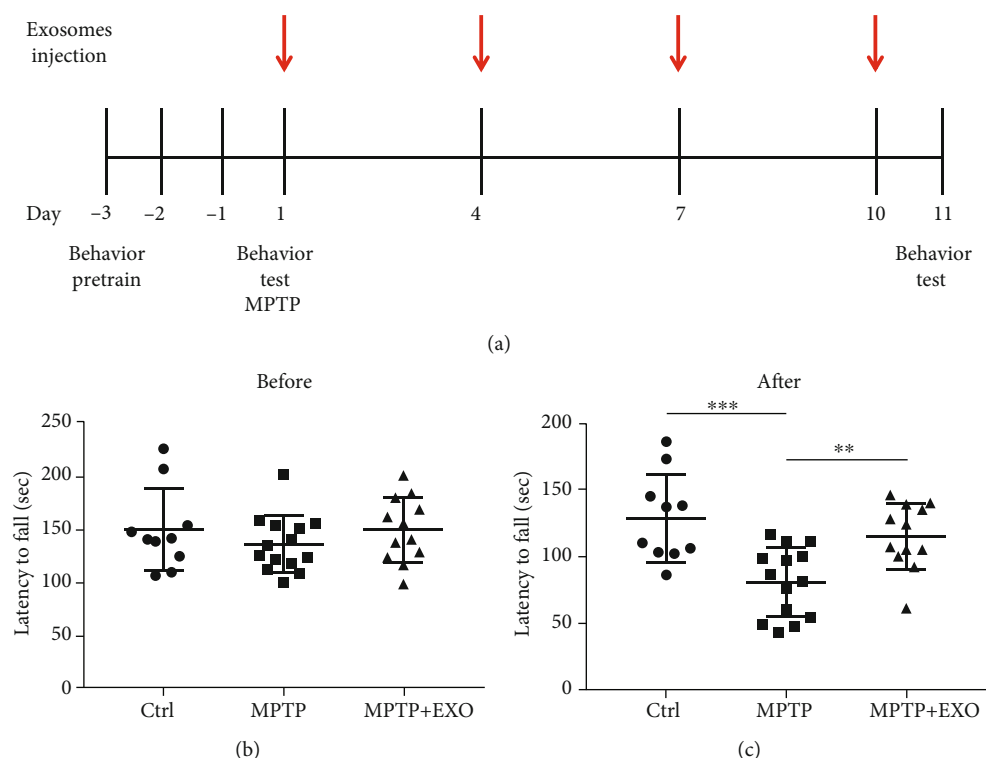 Exosomes
injection
Day −3 −2 −1 1 4 7 10 11
Behavior
pretrain
Behavior
test
MPTP
Behavior
test
(a)
Before
Latency to fall (sec)
250
200
150
100
50
0
Ctrl MPTP MPTP+EXO
(b)
After
***
**
Latency to fall (sec)
200
150
100
50
0
Ctrl MPTP MPTP+EXO
(c)